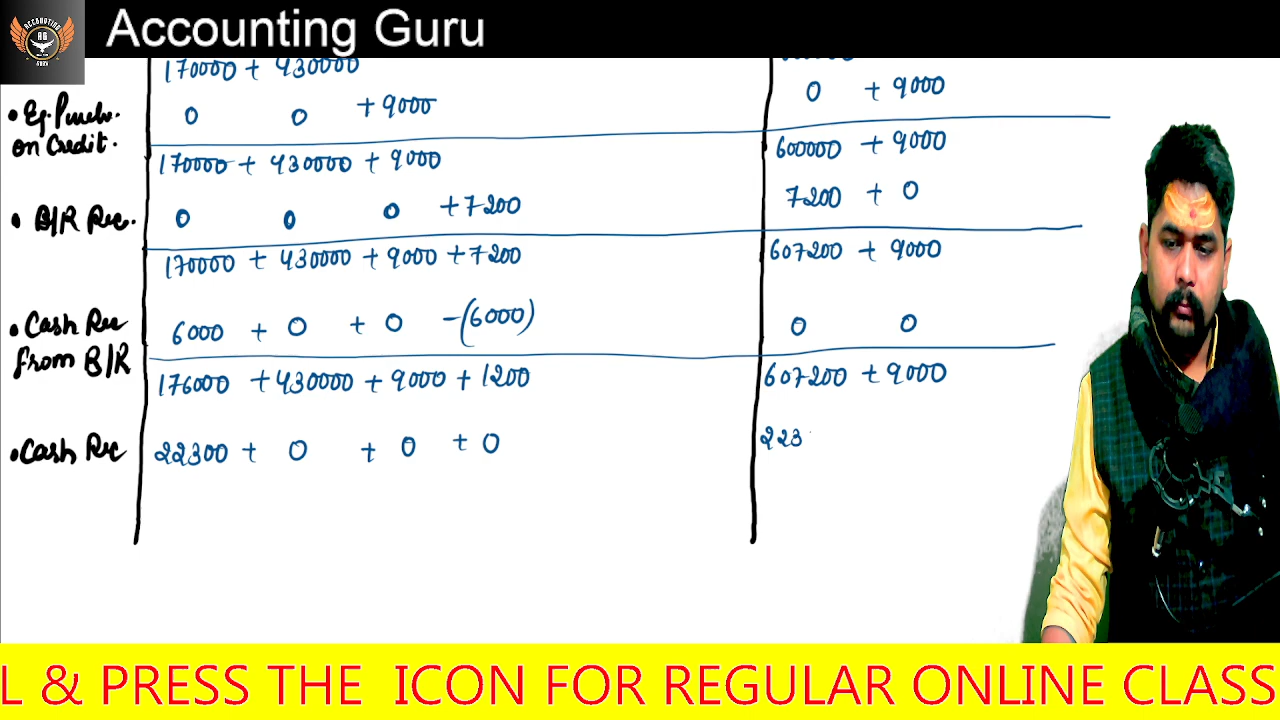 Accounting Guru
170000 + 430000
• Eq. Purch. on Credit. 0 0 + 9000 0 + 9000
170000 + 430000 + 9000 600000 + 9000
• B/R Rec. 0 0 0 + 7200 7200 + 0
170000 + 430000 + 9000 + 7200 607200 + 9000
• Cash Rec from B/R 6000 + 0 + 0 -(6000) 0 0
176000 + 430000 + 9000 + 1200 607200 + 9000
• Cash Rec 22300 + 0 + 0 + 0 223
L & PRESS THE ICON FOR REGULAR ONLINE CLASS